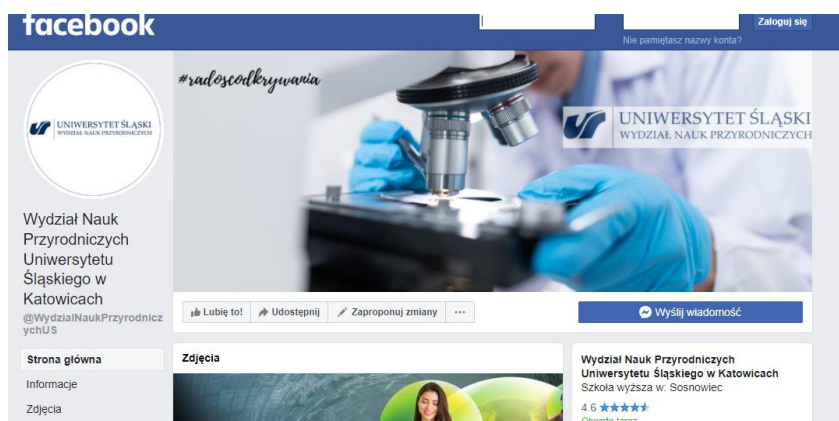 facebook
Zaloguj się
Nie pamiętasz nazwy konta?
#radoscodkrywania
UNIWERSYTET ŚLĄSKI
WYDZIAŁ NAUK PRZYRODNICZYCH
UNIWERSYTET ŚLĄSKI
WYDZIAŁ NAUK PRZYRODNICZYCH
Wydział Nauk
Przyrodniczych
Uniwersytetu
Śląskiego w
Katowicach
@WydzialNaukPrzyrodnicz
ychUS
Lubię to!
Udostępnij
Zaproponuj zmiany
Wyślij wiadomość
Strona główna
Informacje
Zdjęcia
Zdjęcia
Wydział Nauk Przyrodniczych
Uniwersytetu Śląskiego w Katowicach
Szkoła wyższa w: Sosnowiec
4.6
Otwarte teraz